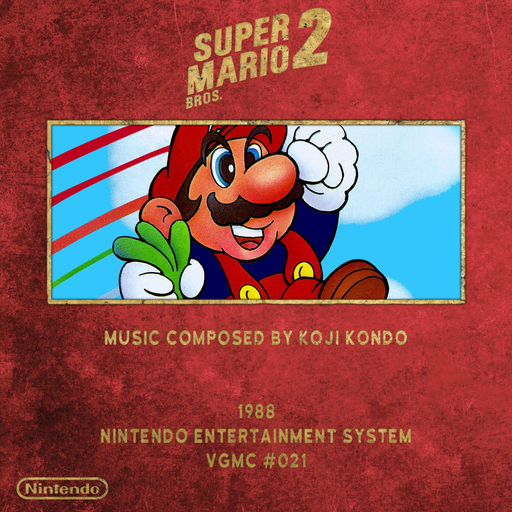 SUPER
MARIO 2
BROS.
MUSIC COMPOSED BY KOJI KONDO
1988
NINTENDO ENTERTAINMENT SYSTEM
VGMC #021
Nintendo